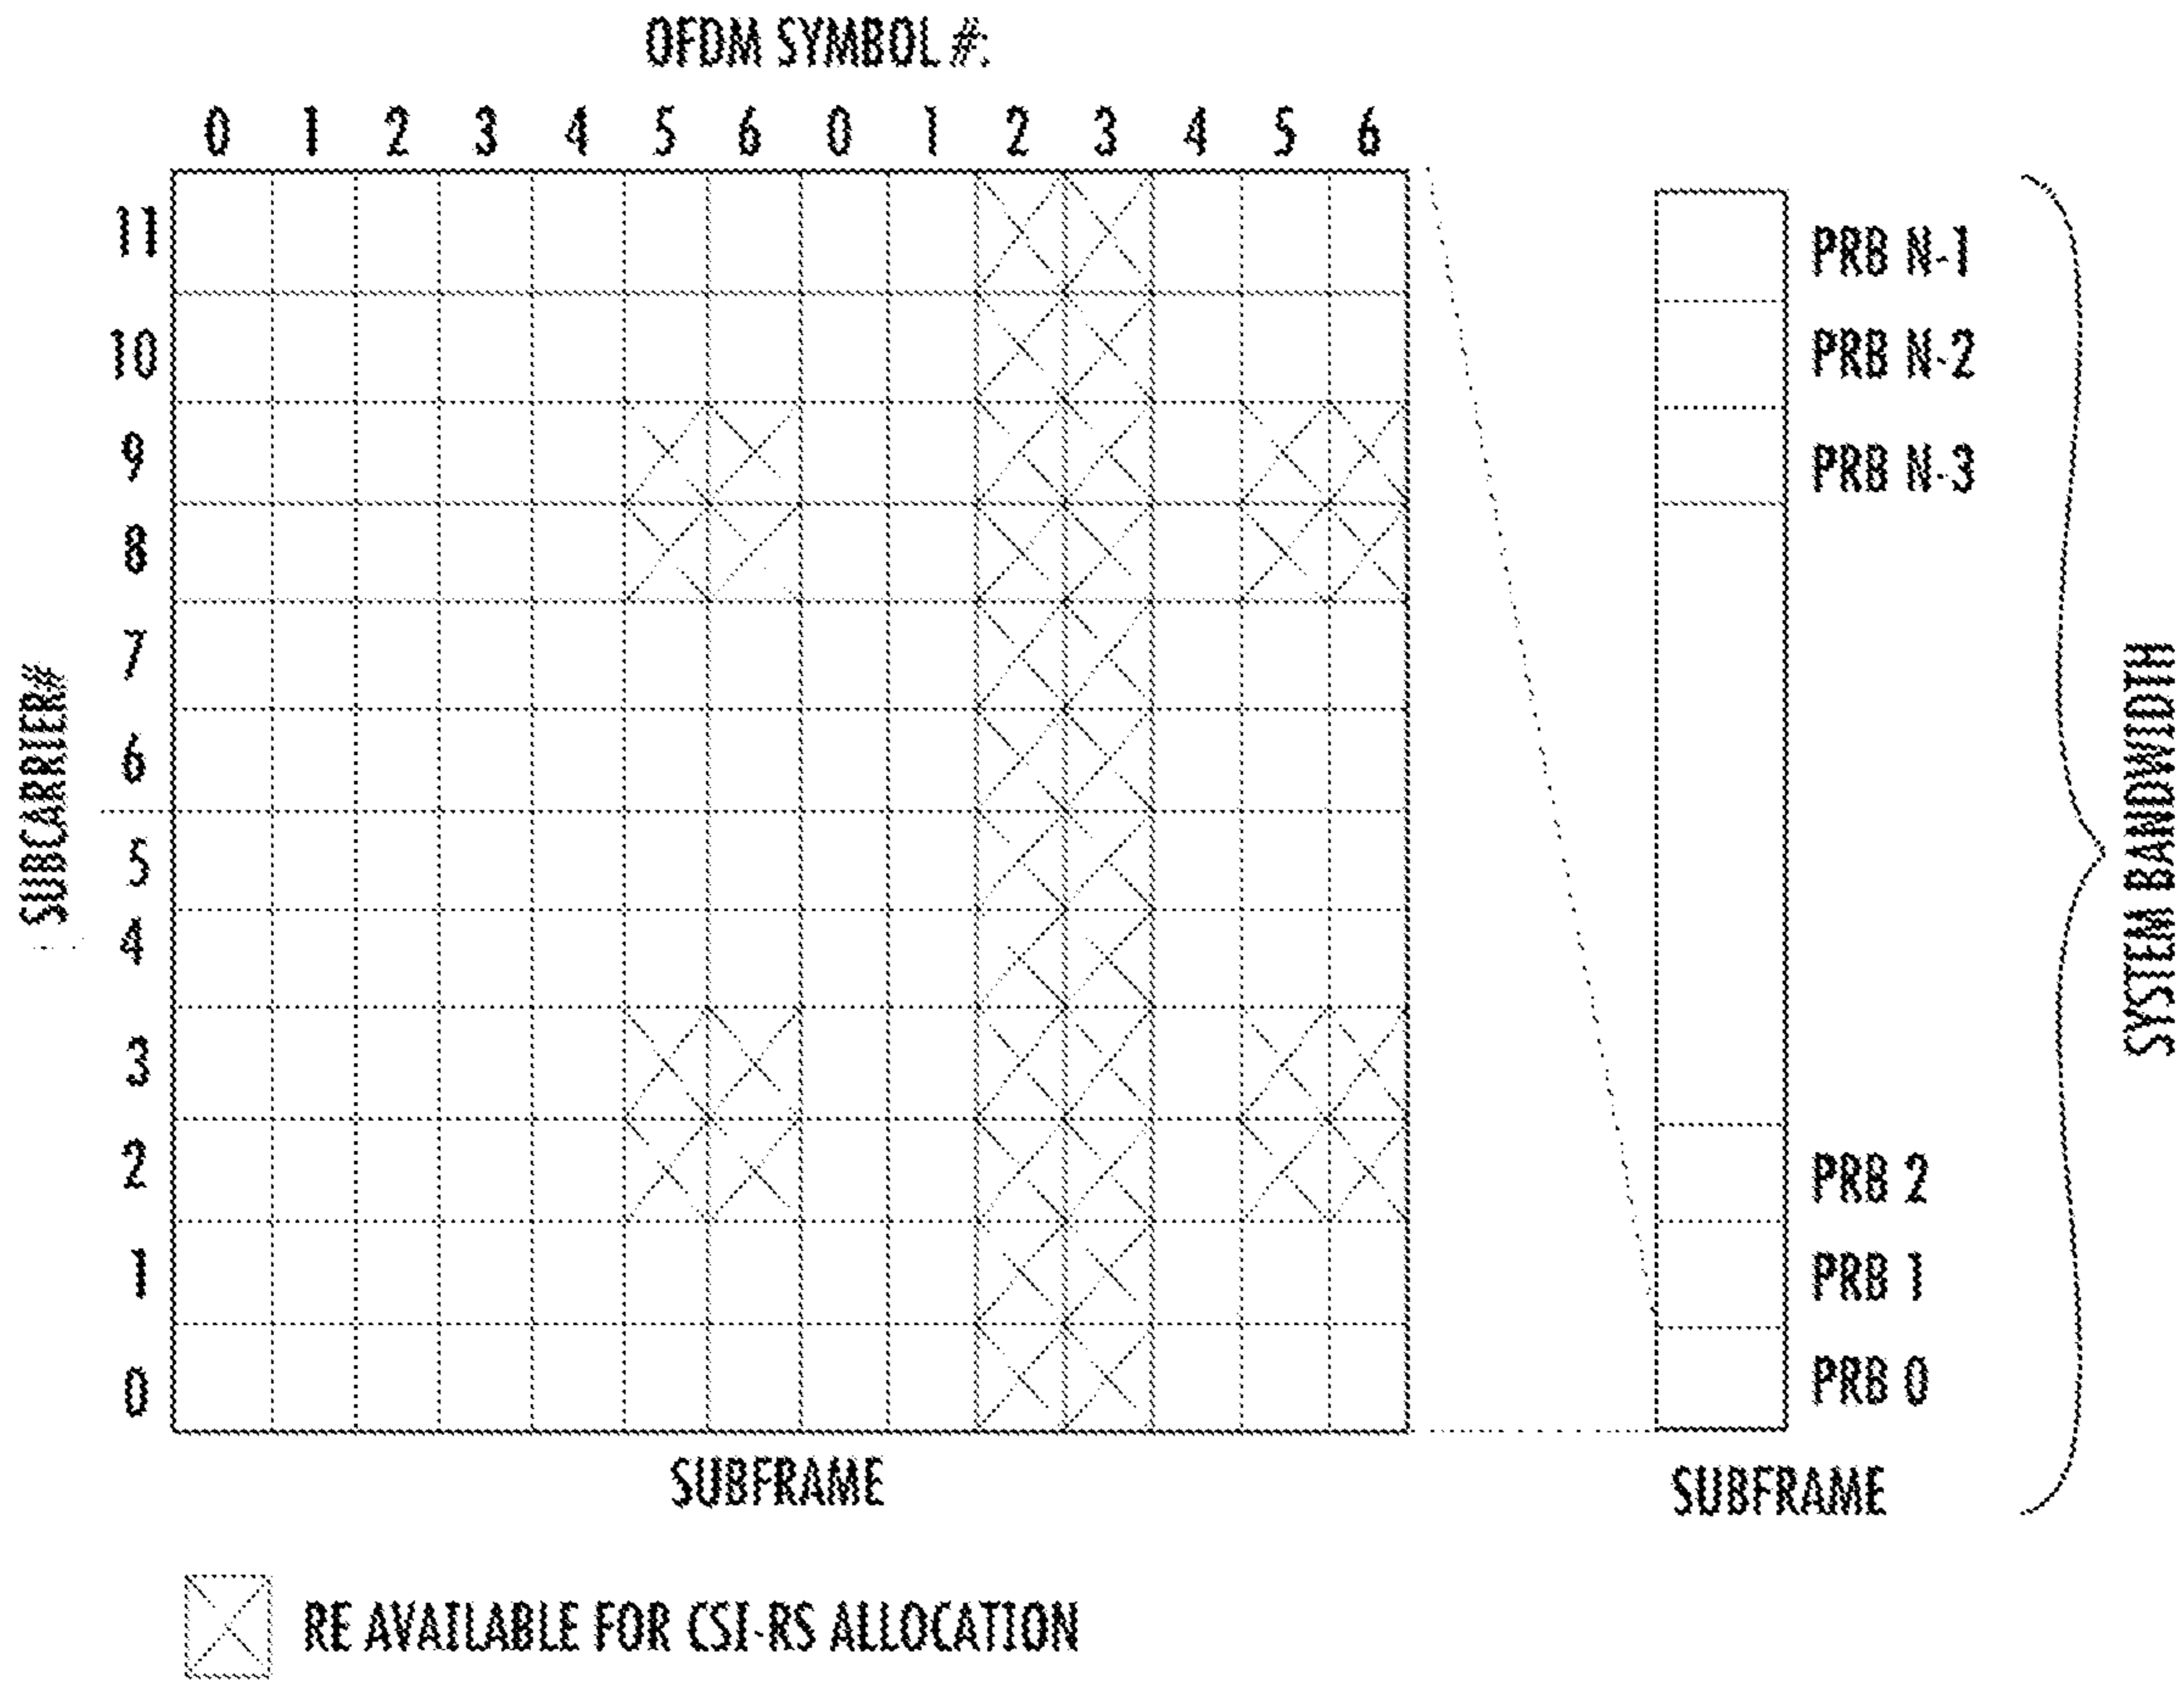 OFDM SYMBOL #:
0 1 2 3 4 5 6 0 1 2 3 4 5 6
11
10
9
8
7
6
5
4
3
2
1
0
SUBCARRIER#
SUBFRAME
PRB N-1
PRB N-2
PRB N-3
PRB 2
PRB 1
PRB 0
SUBFRAME
SYSTEM BANDWIDTH
RE AVAILABLE FOR CSI-RS ALLOCATION